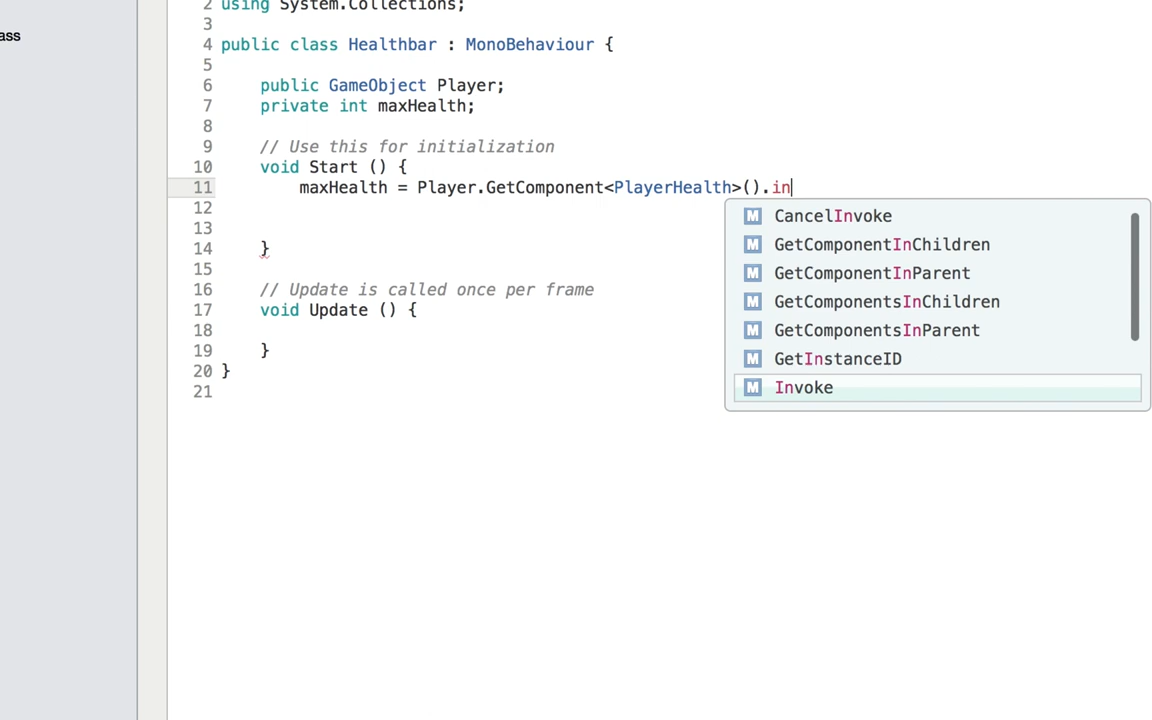 ass
2 using System.Collections;
3
4 public class Healthbar : MonoBehaviour {
5
6 public GameObject Player;
7 private int maxHealth;
8
9 // Use this for initialization
10 void Start () {
11 maxHealth = Player.GetComponent<PlayerHealth>().in
12
13
14 }
15
16 // Update is called once per frame
17 void Update () {
18
19 }
20 }
21
M CancelInvoke
M GetComponentInChildren
M GetComponentInParent
M GetComponentsInChildren
M GetComponentsInParent
M GetInstanceID
M Invoke